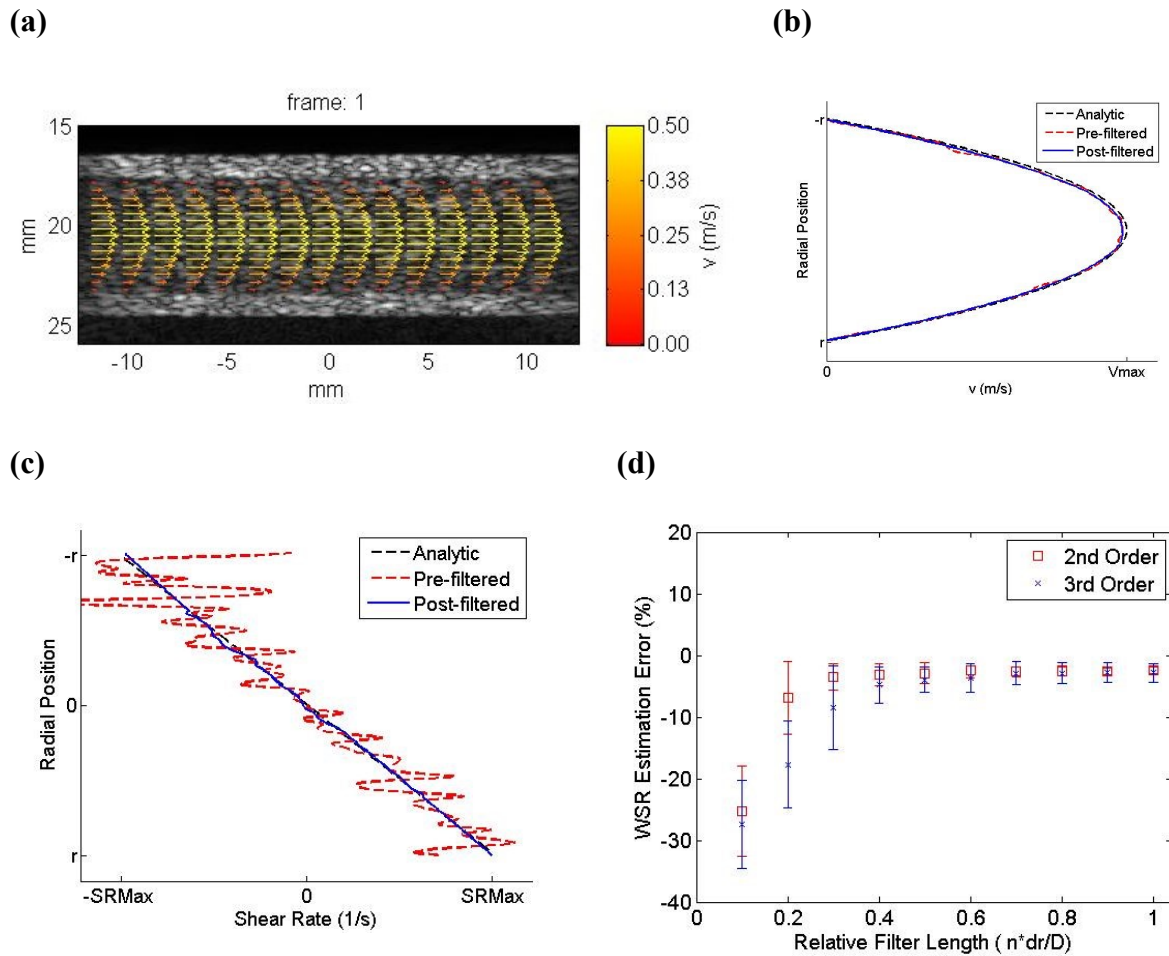 (a)
frame: 1
15
20
25
mm
-10
-5
0
5
10
mm
0.50
0.38
0.25
0.13
0.00
v (m/s)
(b)
-r
r
Radial Position
0
Vmax
v (m/s)
Analytic
Pre-filtered
Post-filtered
(c)
-r
0
r
Radial Position
-SRMax
0
SRMax
Shear Rate (1/s)
Analytic
Pre-filtered
Post-filtered
(d)
20
10
0
-10
-20
-30
-40
WSR Estimation Error (%)
0
0.2
0.4
0.6
0.8
1
Relative Filter Length ( n*dr/D)
2nd Order
3rd Order